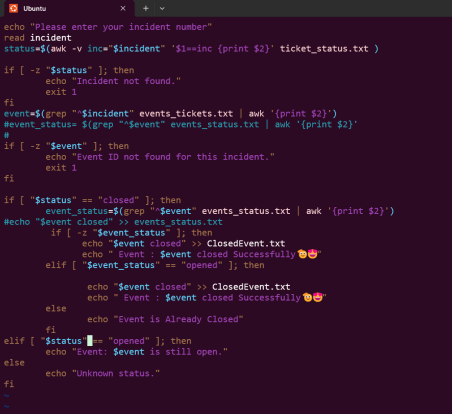 Ubuntu
echo "Please enter your incident number"
read incident
status=$(awk -v inc="$incident" '$1==inc {print $2}' ticket_status.txt )
if [ -z "$status" ]; then
echo "Incident not found."
exit 1
fi
event=$(grep "^$incident" events_tickets.txt | awk '{print $2}')
#event_status= $(grep "^$event" events_status.txt | awk '{print $2}'
#
if [ -z "$event" ]; then
echo "Event ID not found for this incident."
exit 1
fi
if [ "$status" == "closed" ]; then
event_status=$(grep "^$event" events_status.txt | awk '{print $2}')
#echo "$event closed" >> events_status.txt
if [ -z "$event_status" ]; then
echo "$event closed" >> ClosedEvent.txt
echo " Event : $event closed Successfully🫡🤩"
elif [ "$event_status" == "opened" ]; then
echo "$event closed" >> ClosedEvent.txt
echo " Event : $event closed Successfully🫡🤩"
else
echo "Event is Already Closed"
fi
elif [ "$status" == "opened" ]; then
echo "Event: $event is still open."
else
echo "Unknown status."
fi
~
~